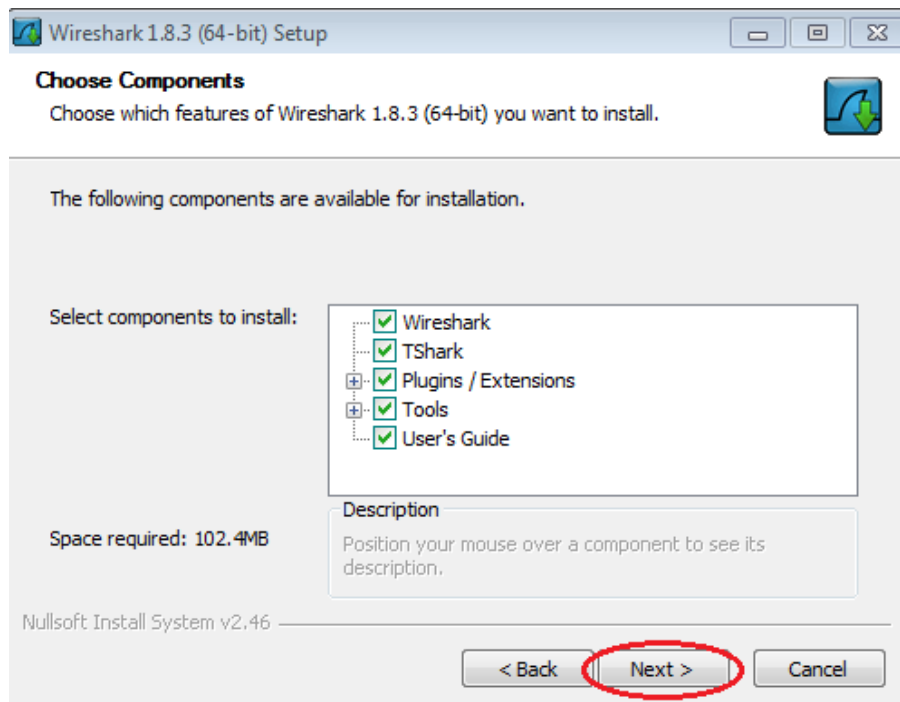 Wireshark 1.8.3 (64-bit) Setup
Choose Components
Choose which features of Wireshark 1.8.3 (64-bit) you want to install.
The following components are available for installation.
Select components to install:
Wireshark
TShark
Plugins / Extensions
Tools
User's Guide
Space required: 102.4MB
Description
Position your mouse over a component to see its
description.
Nullsoft Install System v2.46
< Back
Next >
Cancel